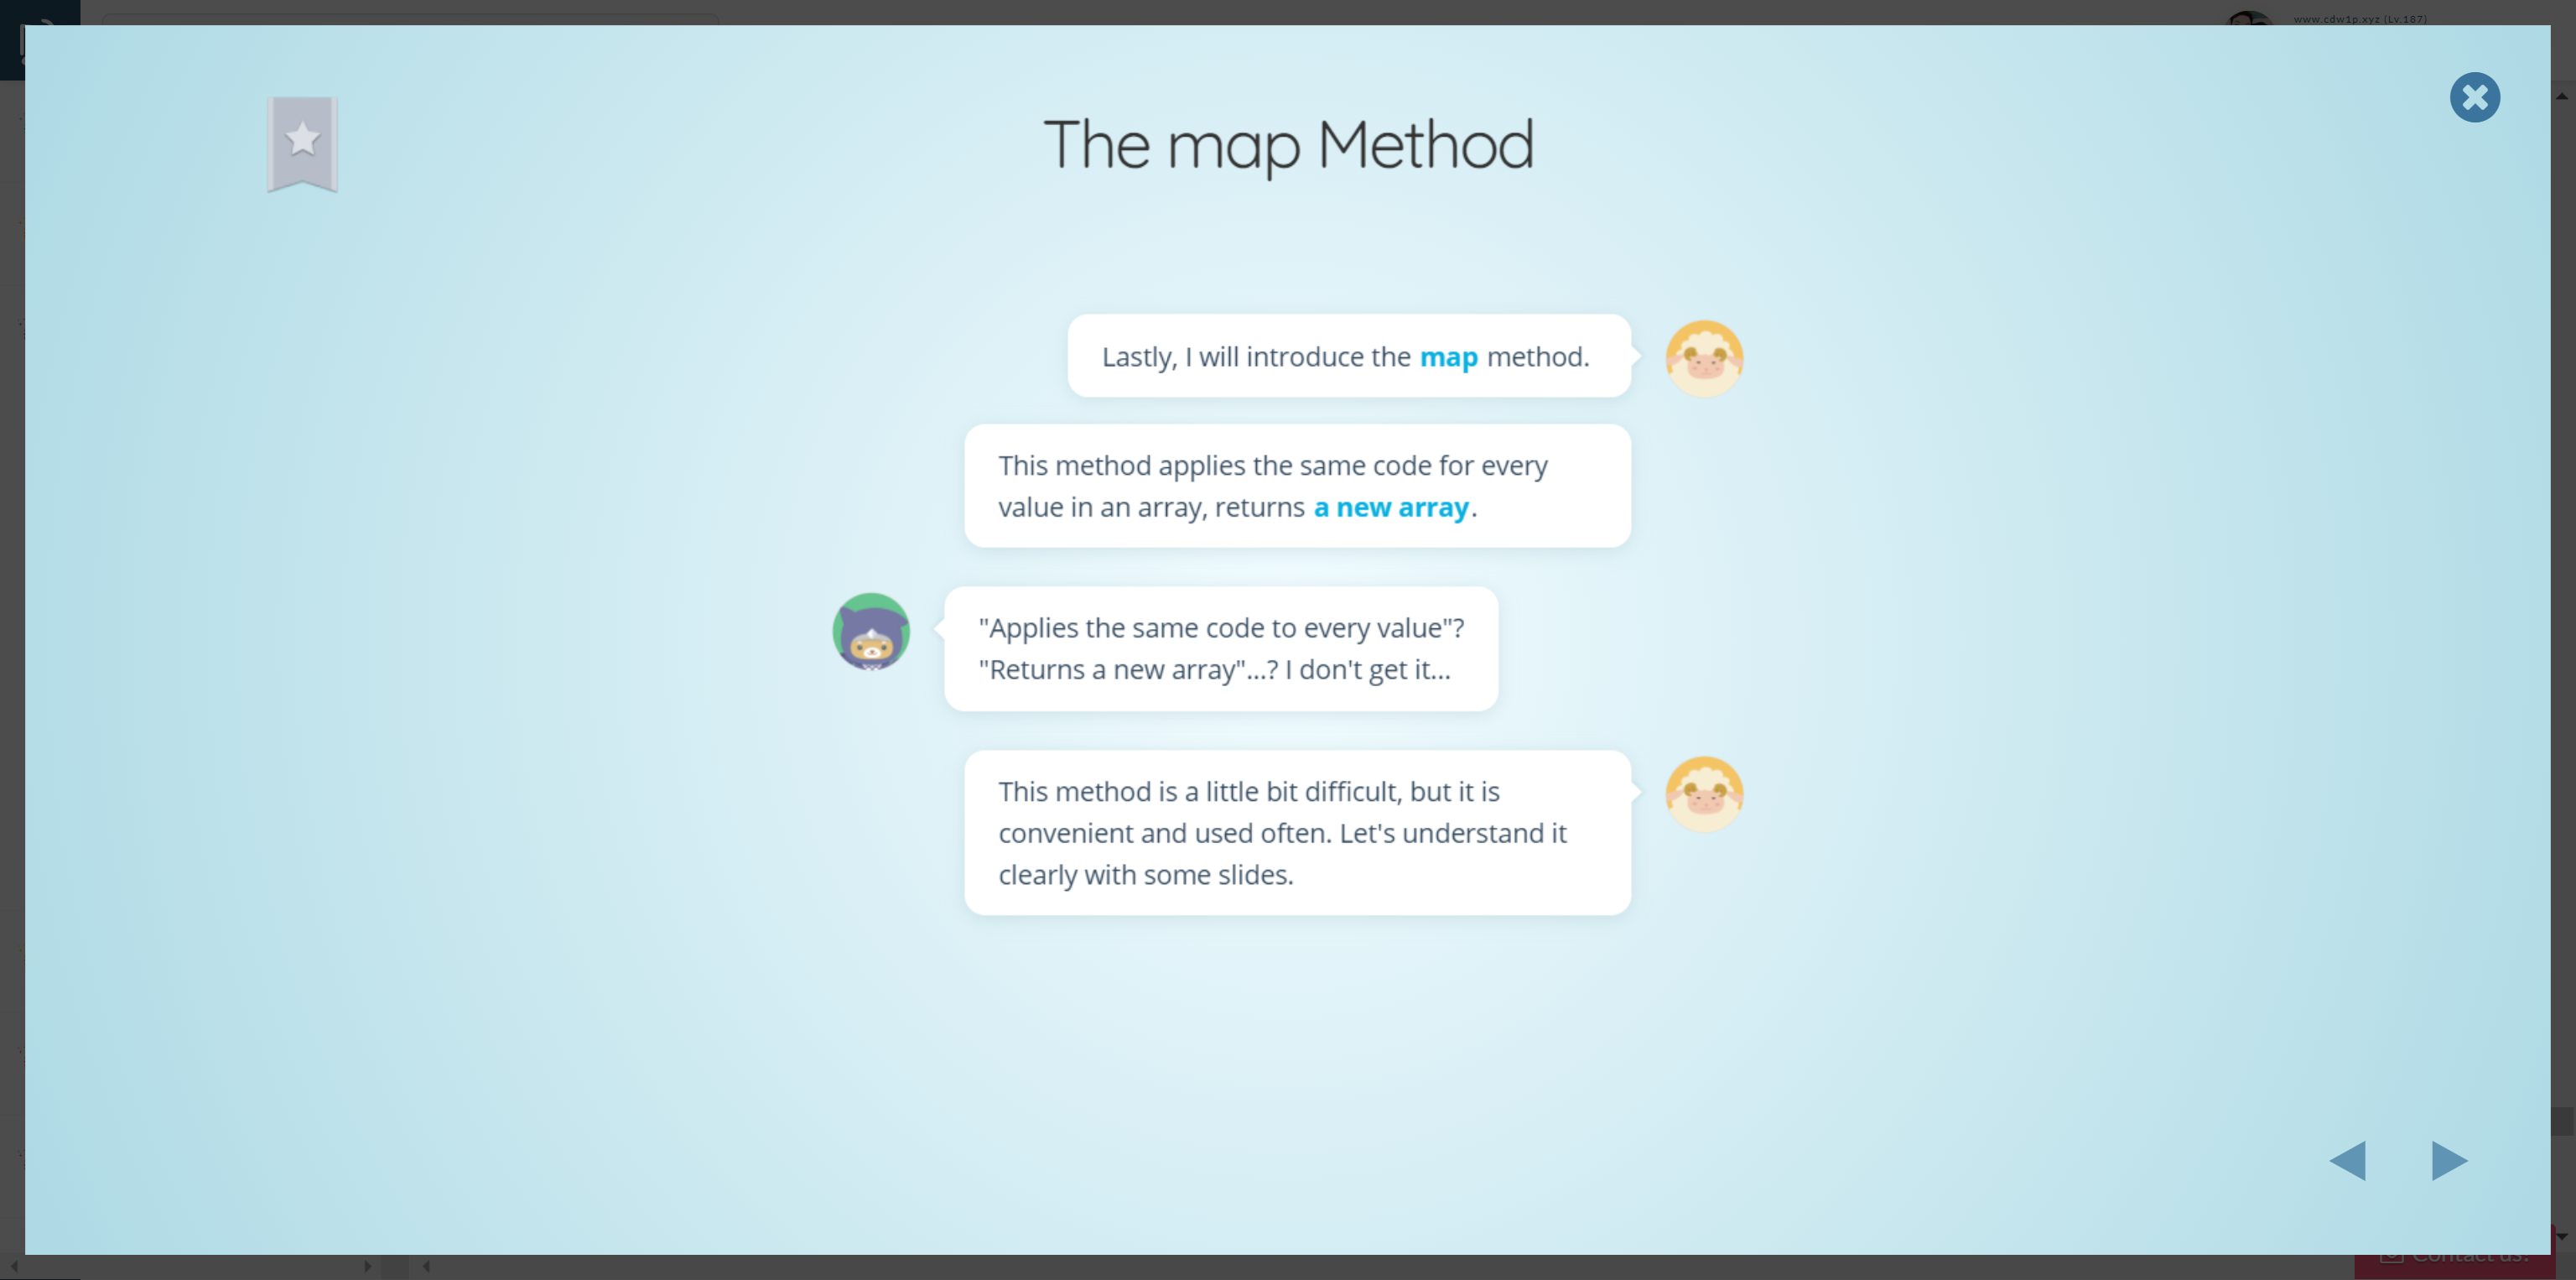 www.cdw1p.xyz (Lv.187)
The map Method
Lastly, I will introduce the map method.
This method applies the same code for every
value in an array, returns a new array.
"Applies the same code to every value"?
"Returns a new array"...? I don't get it...
This method is a little bit difficult, but it is
convenient and used often. Let's understand it
clearly with some slides.
Contact us!